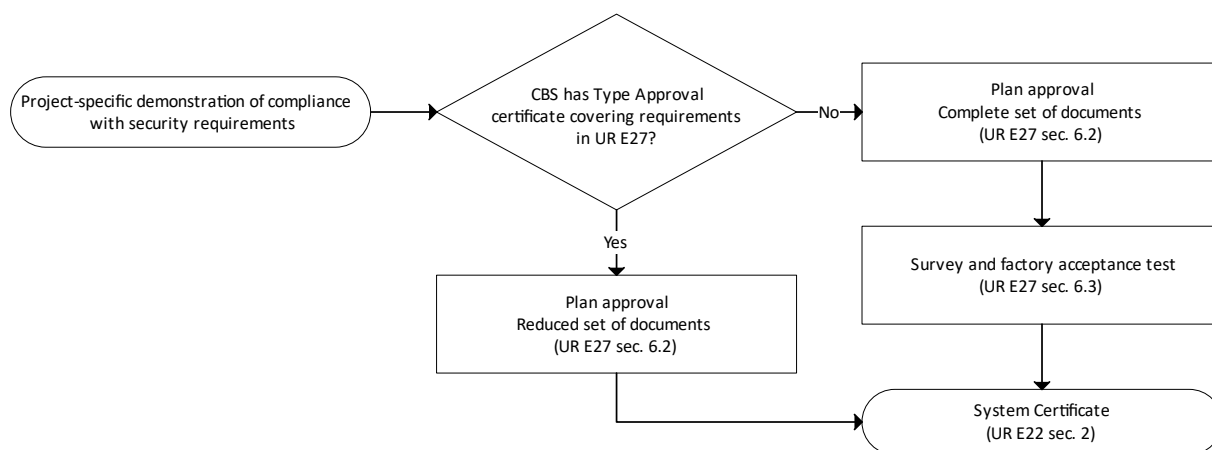 Project-specific demonstration of compliance
with security requirements
CBS has Type Approval
certificate covering requirements
in UR E27?
No
Plan approval
Complete set of documents
(UR E27 sec. 6.2)
Yes
Survey and factory acceptance test
(UR E27 sec. 6.3)
Plan approval
Reduced set of documents
(UR E27 sec. 6.2)
System Certificate
(UR E22 sec. 2)